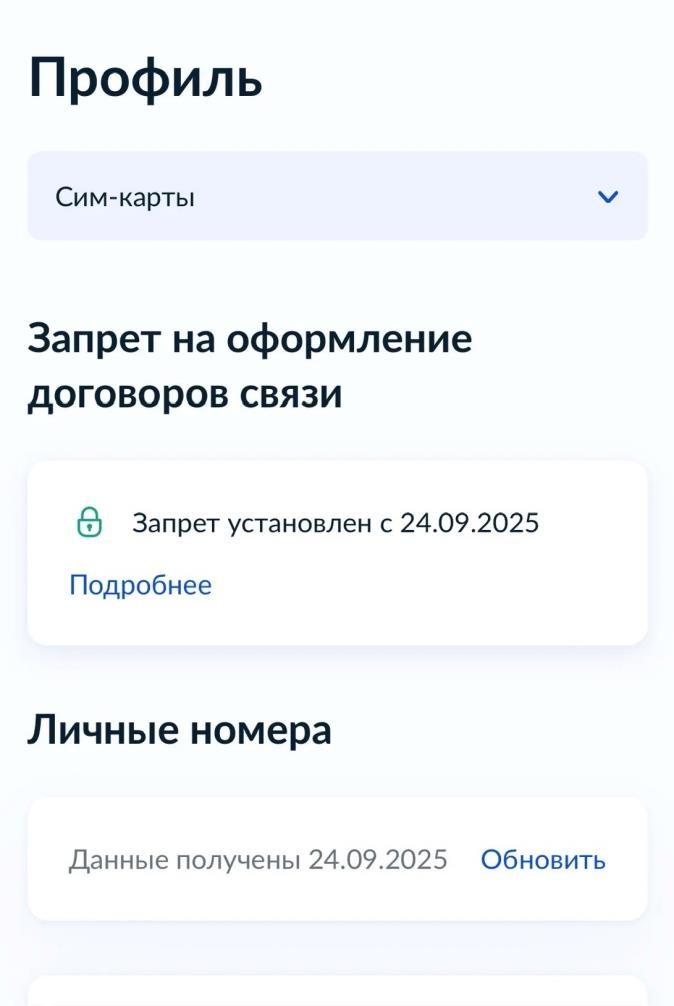 Профиль
Сим-карты
Запрет на оформление
договоров связи
Запрет установлен с 24.09.2025
Подробнее
Личные номера
Данные получены 24.09.2025 Обновить